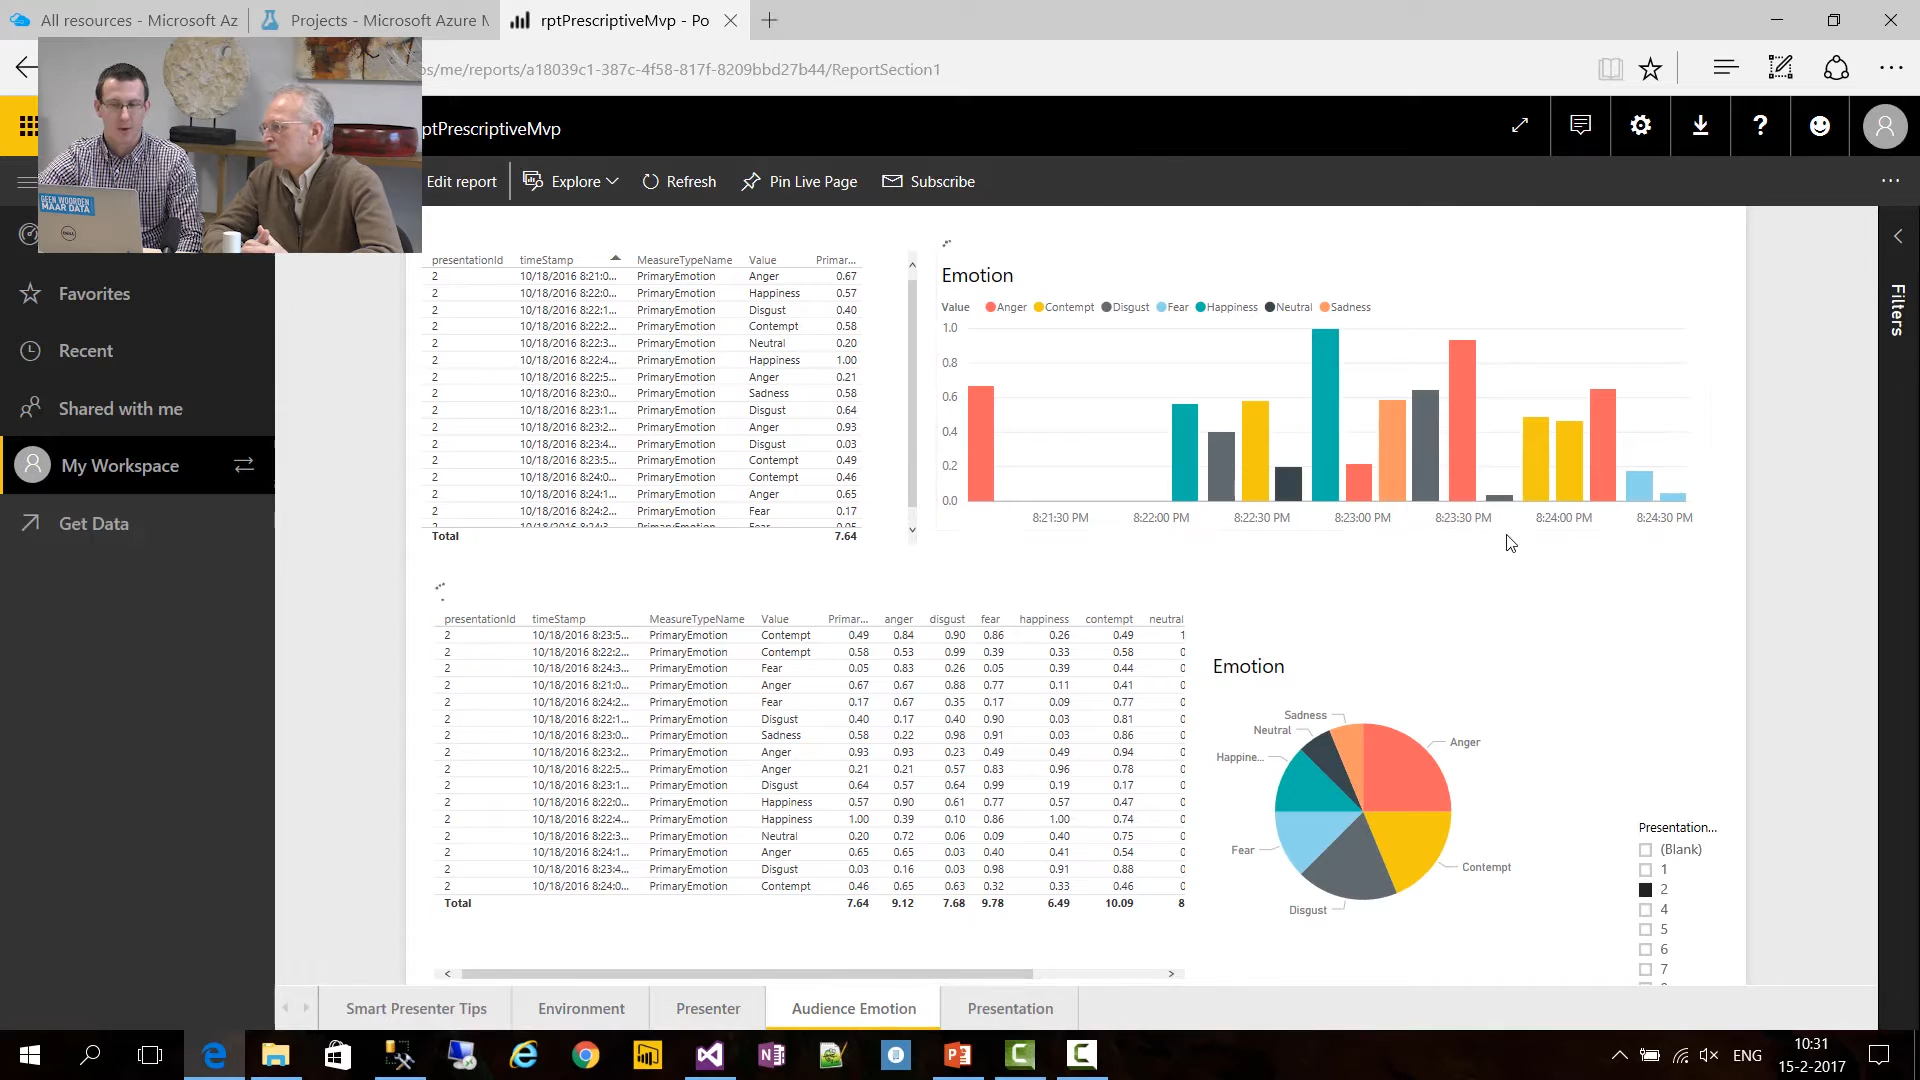 All resources - Microsoft Az
Projects - Microsoft Azure M
rptPrescriptiveMvp - Po
ps/me/reports/a18039c1-387c-4f58-817f-8209bbd27b44/ReportSection1
ptPrescriptiveMvp
GEEN WOORDEN
MAAR DATA
DELL
Edit report
Explore
Refresh
Pin Live Page
Subscribe
Favorites
Recent
Shared with me
My Workspace
Get Data
Filters
presentationId timeStamp MeasureTypeName Value Primar...
2 10/18/2016 8:21:0... PrimaryEmotion Anger 0.67
2 10/18/2016 8:22:0... PrimaryEmotion Happiness 0.57
2 10/18/2016 8:22:1... PrimaryEmotion Disgust 0.40
2 10/18/2016 8:22:2... PrimaryEmotion Contempt 0.58
2 10/18/2016 8:22:3... PrimaryEmotion Neutral 0.20
2 10/18/2016 8:22:4... PrimaryEmotion Happiness 1.00
2 10/18/2016 8:22:5... PrimaryEmotion Anger 0.21
2 10/18/2016 8:23:0... PrimaryEmotion Sadness 0.58
2 10/18/2016 8:23:1... PrimaryEmotion Disgust 0.64
2 10/18/2016 8:23:2... PrimaryEmotion Anger 0.93
2 10/18/2016 8:23:4... PrimaryEmotion Disgust 0.03
2 10/18/2016 8:23:5... PrimaryEmotion Contempt 0.49
2 10/18/2016 8:24:0... PrimaryEmotion Contempt 0.46
2 10/18/2016 8:24:1... PrimaryEmotion Anger 0.65
2 10/18/2016 8:24:2... PrimaryEmotion Fear 0.17
2 10/18/2016 8:24:3... PrimaryEmotion Fear 0.05
Total 7.64
Emotion
Value Anger Contempt Disgust Fear Happiness Neutral Sadness
1.0
0.8
0.6
0.4
0.2
0.0
8:21:30 PM 8:22:00 PM 8:22:30 PM 8:23:00 PM 8:23:30 PM 8:24:00 PM 8:24:30 PM
presentationId timeStamp MeasureTypeName Value Primar... anger disgust fear happiness contempt neutral
2 10/18/2016 8:23:5... PrimaryEmotion Contempt 0.49 0.84 0.90 0.86 0.26 0.49 1
2 10/18/2016 8:22:2... PrimaryEmotion Contempt 0.58 0.53 0.99 0.39 0.33 0.58 0
2 10/18/2016 8:24:3... PrimaryEmotion Fear 0.05 0.83 0.26 0.05 0.39 0.44 0
2 10/18/2016 8:21:0... PrimaryEmotion Anger 0.67 0.67 0.88 0.77 0.11 0.41 0
2 10/18/2016 8:24:2... PrimaryEmotion Fear 0.17 0.67 0.35 0.17 0.09 0.77 0
2 10/18/2016 8:22:1... PrimaryEmotion Disgust 0.40 0.17 0.40 0.90 0.03 0.81 0
2 10/18/2016 8:23:0... PrimaryEmotion Sadness 0.58 0.22 0.98 0.91 0.03 0.86 0
2 10/18/2016 8:23:2... PrimaryEmotion Anger 0.93 0.93 0.23 0.49 0.49 0.94 0
2 10/18/2016 8:22:5... PrimaryEmotion Anger 0.21 0.21 0.57 0.83 0.96 0.78 0
2 10/18/2016 8:23:1... PrimaryEmotion Disgust 0.64 0.57 0.64 0.99 0.19 0.17 0
2 10/18/2016 8:22:0... PrimaryEmotion Happiness 0.57 0.90 0.61 0.77 0.57 0.47 0
2 10/18/2016 8:22:4... PrimaryEmotion Happiness 1.00 0.39 0.10 0.86 1.00 0.74 0
2 10/18/2016 8:22:3... PrimaryEmotion Neutral 0.20 0.72 0.06 0.09 0.40 0.75 0
2 10/18/2016 8:24:1... PrimaryEmotion Anger 0.65 0.65 0.03 0.40 0.41 0.54 0
2 10/18/2016 8:23:4... PrimaryEmotion Disgust 0.03 0.16 0.03 0.98 0.91 0.88 0
2 10/18/2016 8:24:0... PrimaryEmotion Contempt 0.46 0.65 0.63 0.32 0.33 0.46 0
Total 7.64 9.12 7.68 9.78 6.49 10.09 8
Emotion
Sadness
Neutral
Happine...
Fear
Disgust
Anger
Contempt
Presentation...
(Blank)
1
2
4
5
6
7
Smart Presenter Tips
Environment
Presenter
Audience Emotion
Presentation
ENG
10:31
15-2-2017